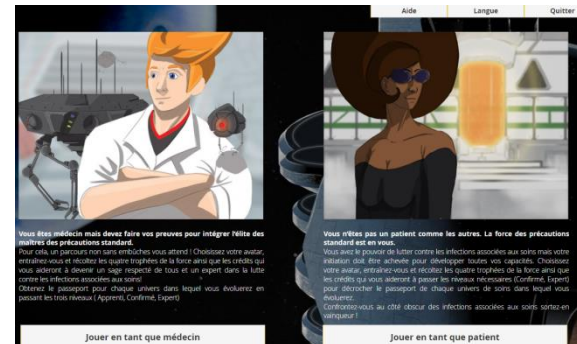 Aide Langue Quitter
Vous êtes médecin mais devez faire vos preuves pour intégrer l'élite des
maîtres des précautions standard.
Pour cela, un parcours non sans embûches vous attend ! Choisissez votre avatar,
entraînez-vous et récoltez les quatre trophées de la force ainsi que les crédits qui
vous aideront à devenir un sage respecté de tous et un expert dans la lutte
contre les infections associées aux soins!
Obtenez le passeport pour chaque univers dans lequel vous évoluerez en
passant les trois niveaux ( Apprenti, Confirmé, Expert)
Jouer en tant que médecin
Vous n'êtes pas un patient comme les autres. La force des précautions
standard est en vous.
Vous avez le pouvoir de lutter contre les infections associées aux soins mais votre
initiation doit être achevée pour développer toutes vos capacités. Choisissez
votre avatar, entraînez-vous et récoltez les quatre trophées de la force ainsi que
les crédits qui vous aideront à passer les niveaux nécessaires (Confirmé, Expert)
pour décrocher le passeport de chaque univers de soins dans lequel vous
évoluerez.
Confrontez-vous au côté obscur des infections associées aux soins sortez-en
vainqueur !
Jouer en tant que patient